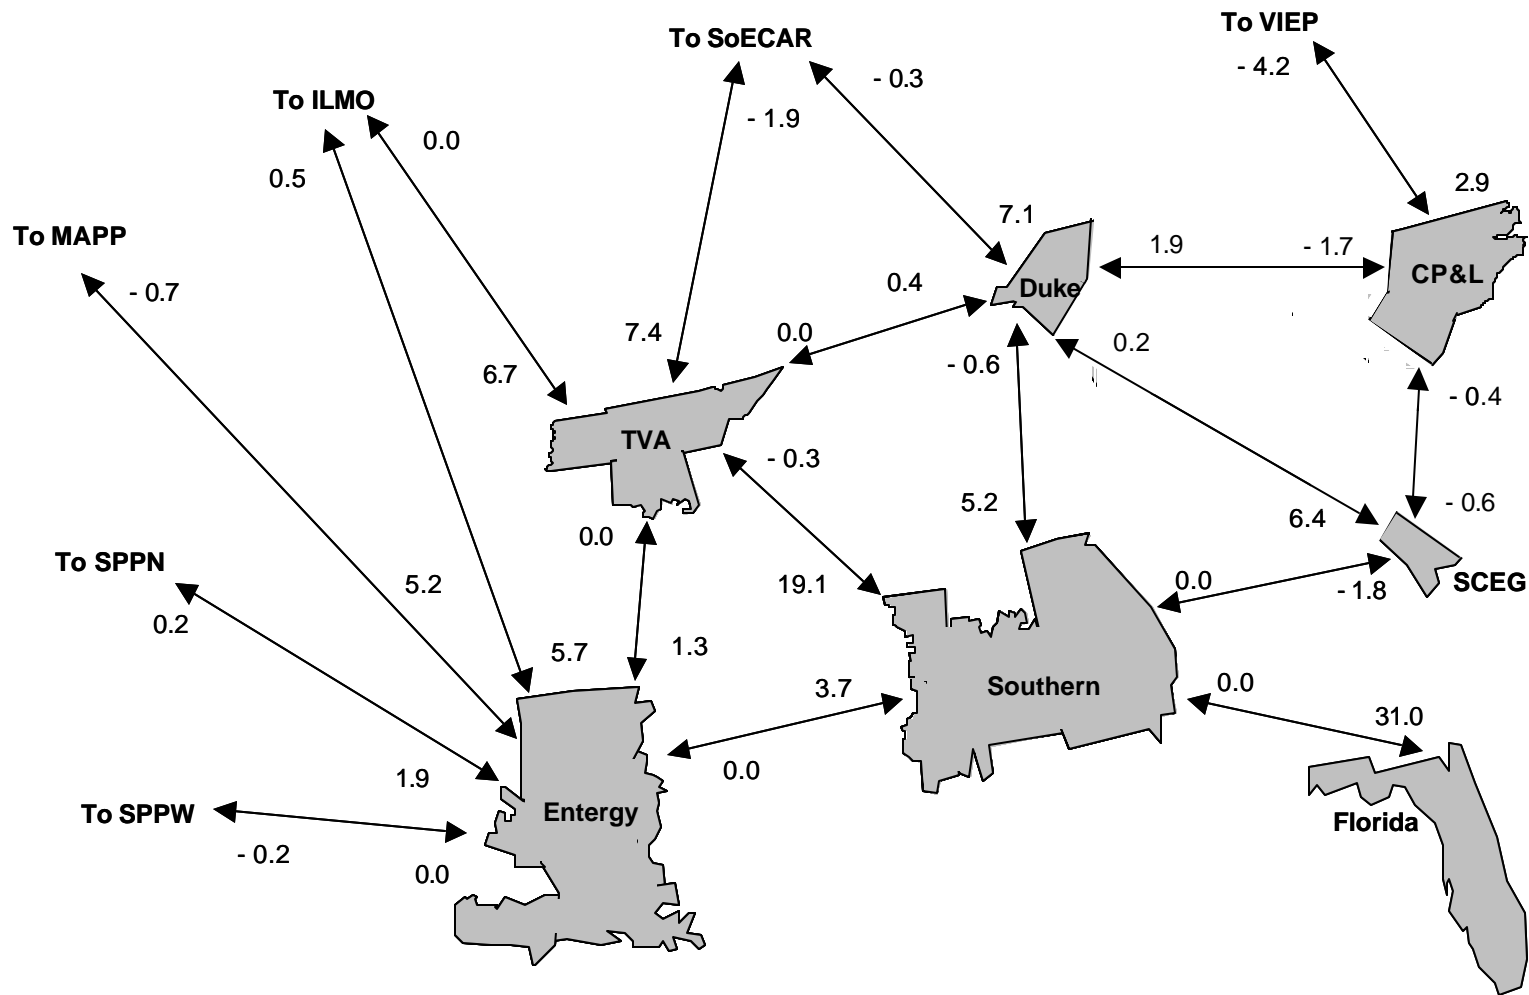 To VIEP
To SoECAR
- 4.2
- 0.3
To ILMO
- 1.9
0.0
0.5
2.9
7.1
To MAPP
1.9
- 1.7
CP&L
Duke
0.4
- 0.7
7.4
0.0
0.2
- 0.6
6.7
- 0.4
TVA
- 0.3
5.2
- 0.6
6.4
0.0
To SPPN
0.0
SCEG
5.2
19.1
- 1.8
0.2
5.7
1.3
3.7
Southern
0.0
31.0
0.0
1.9
To SPPW
Entergy
Florida
- 0.2
0.0